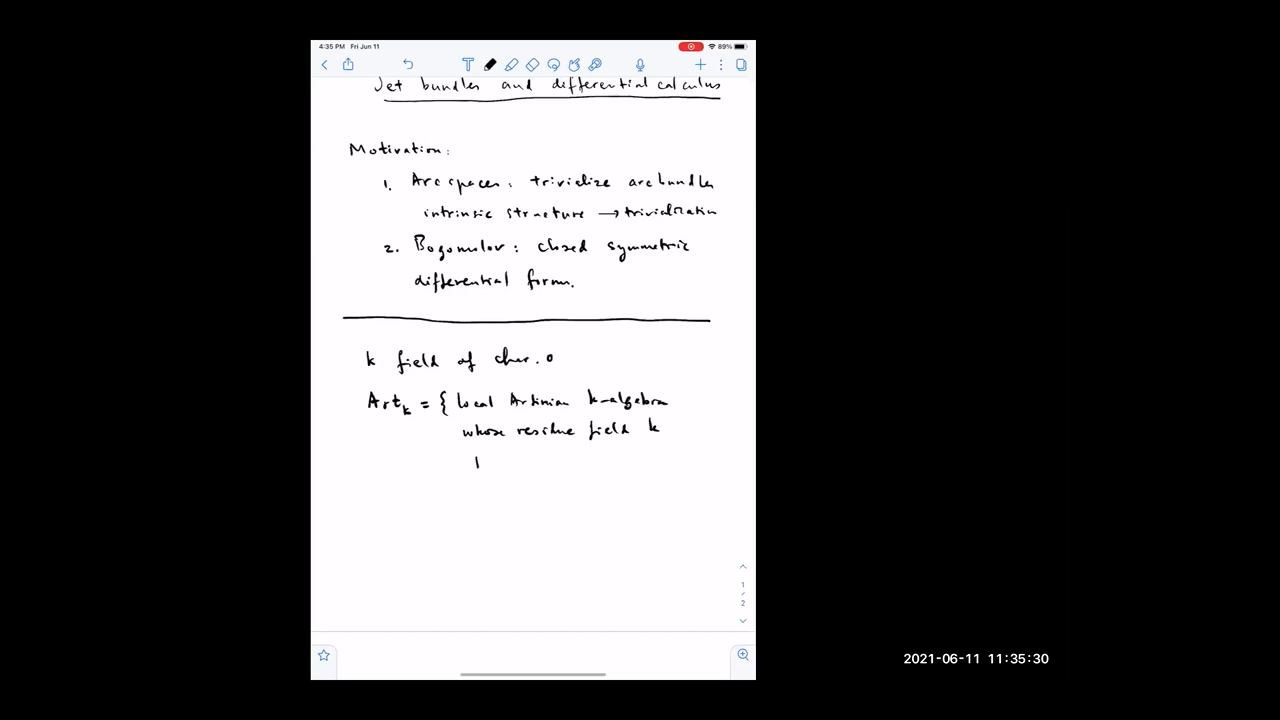 4:35 PM Fri Jun 11
89%
Jet bundles and differential calculus
Motivation:
1. Arc spaces: trivialize arc bundles
intrinsic structure → trivialization
2. Bogomolov: closed symmetric
differential forms.
k field of char. 0
Art_k = { local Artinian k-algebra
whose residue field k
1
/
2
2021-06-11 11:35:30